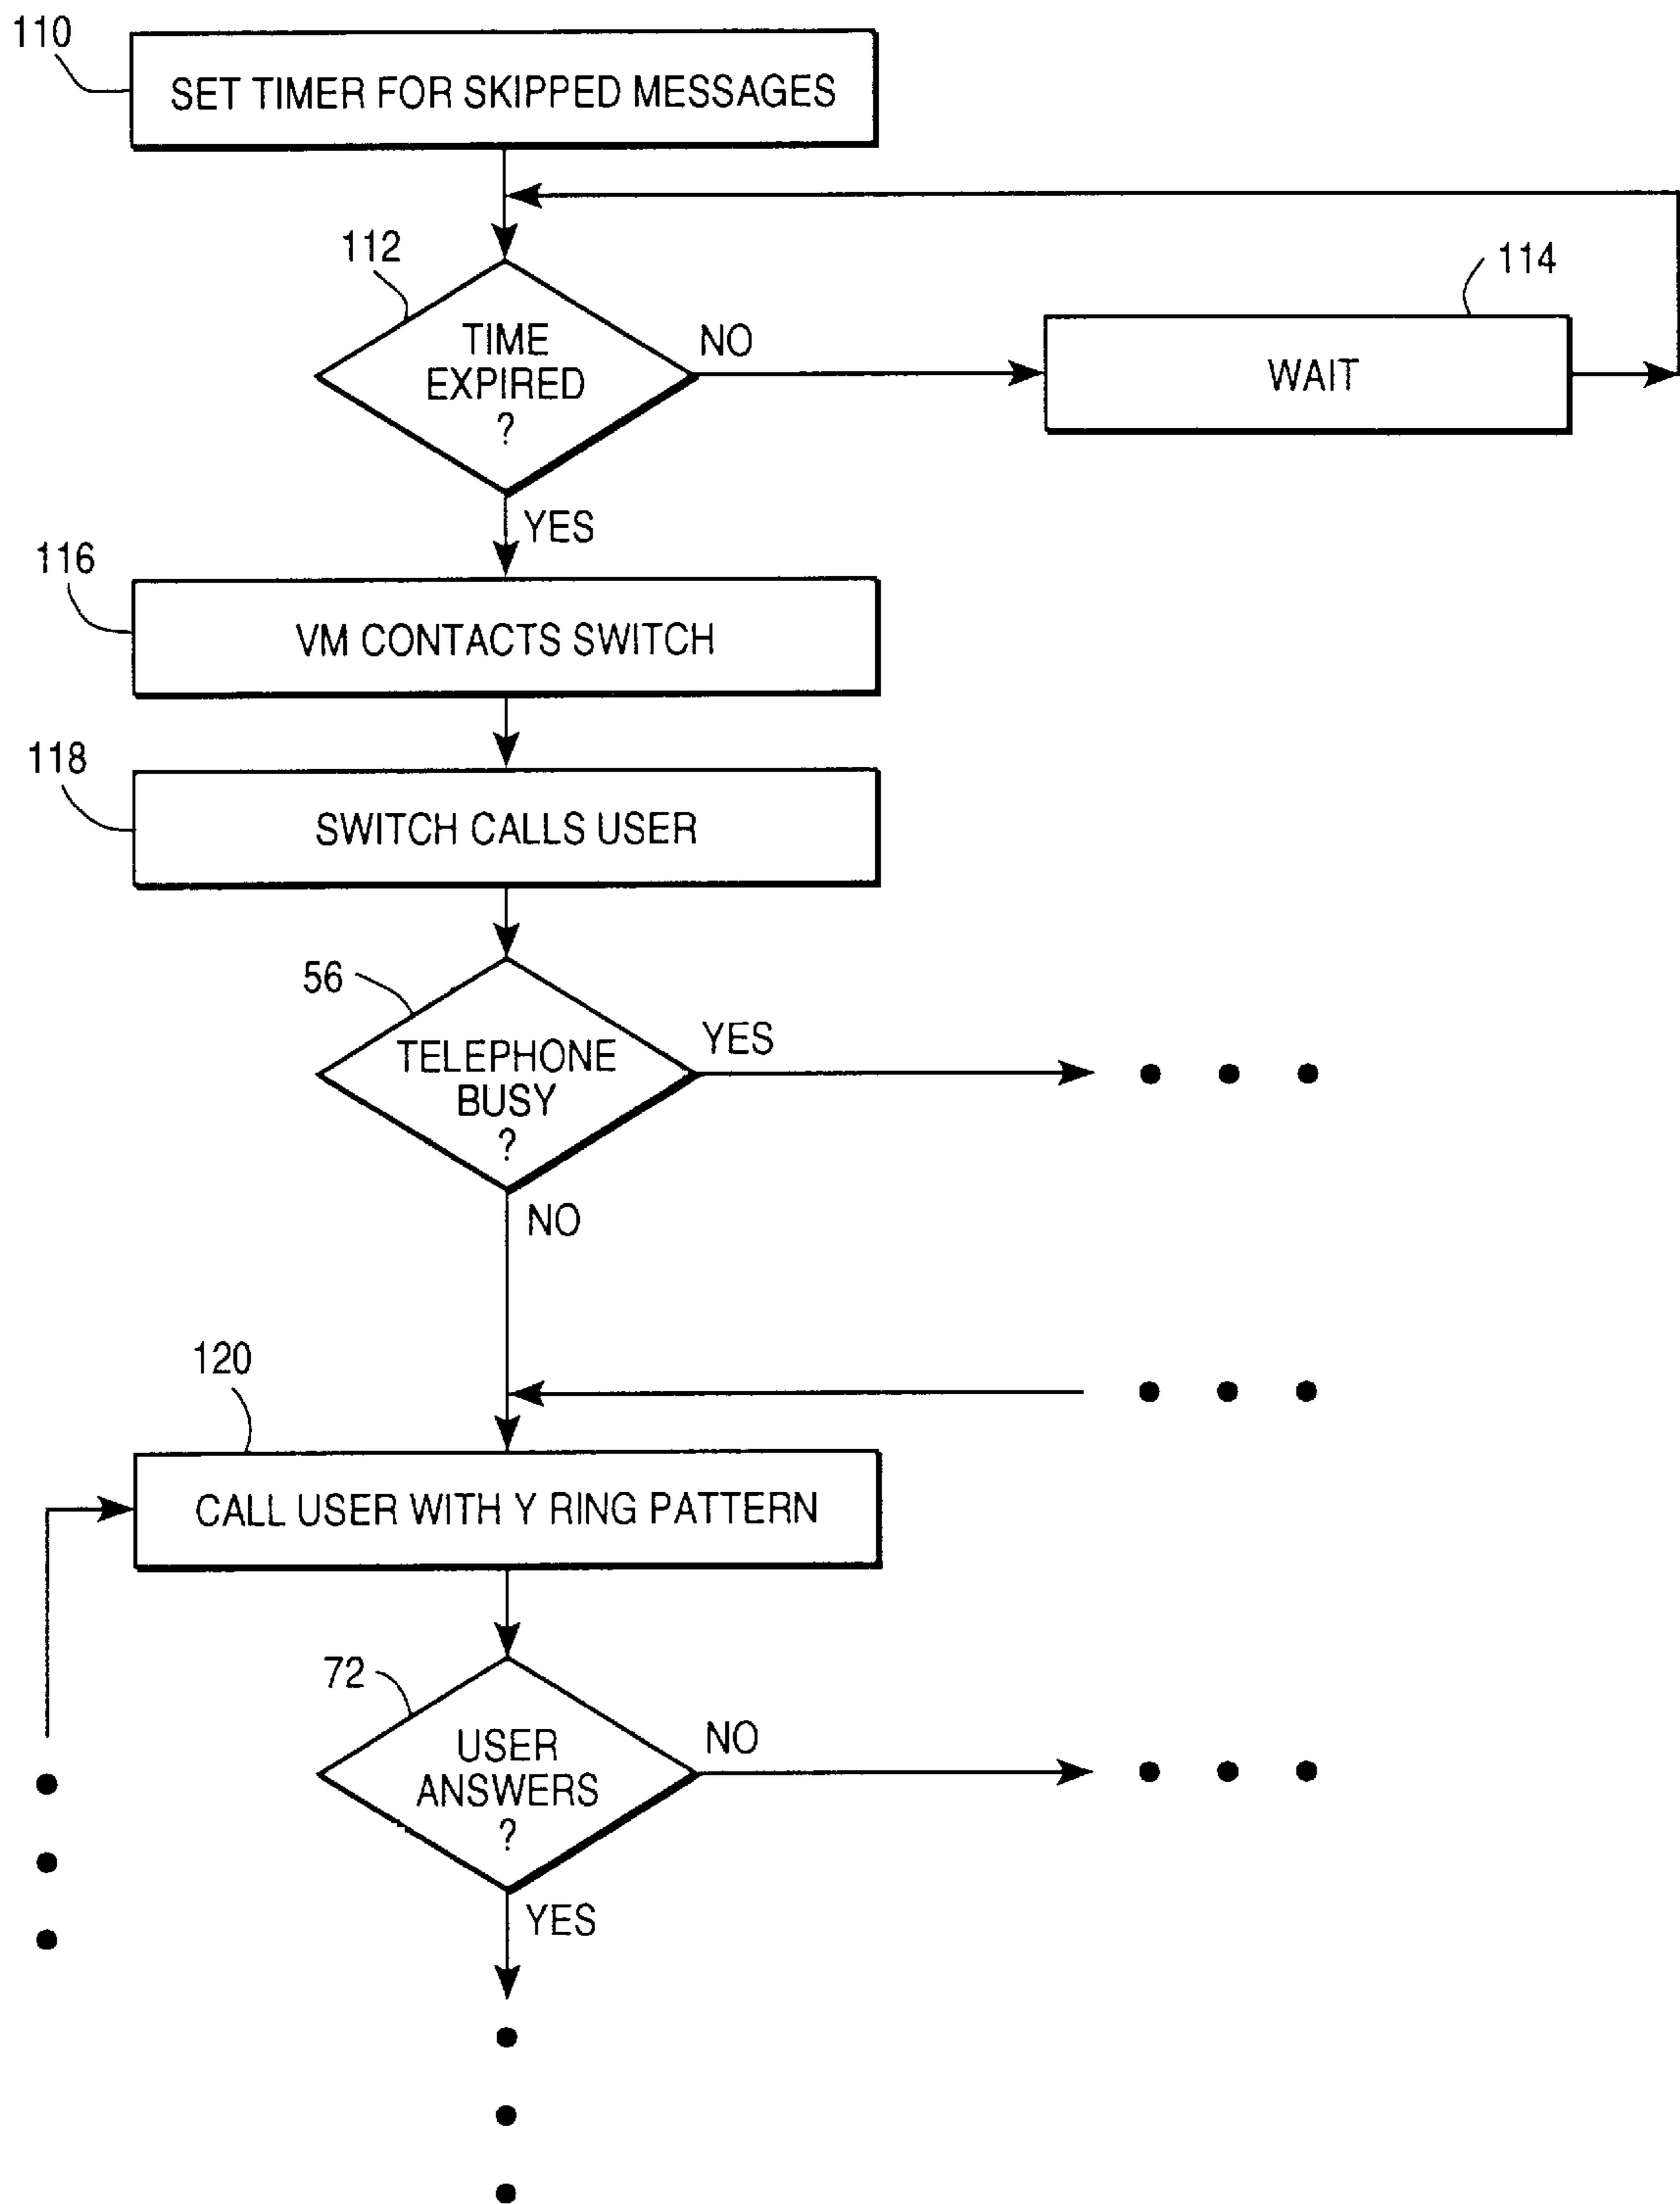 110
SET TIMER FOR SKIPPED MESSAGES
112
TIME
EXPIRED
?
NO
114
WAIT
YES
116
VM CONTACTS SWITCH
118
SWITCH CALLS USER
56
TELEPHONE
BUSY
?
YES
NO
120
CALL USER WITH Y RING PATTERN
72
USER
ANSWERS
?
NO
YES